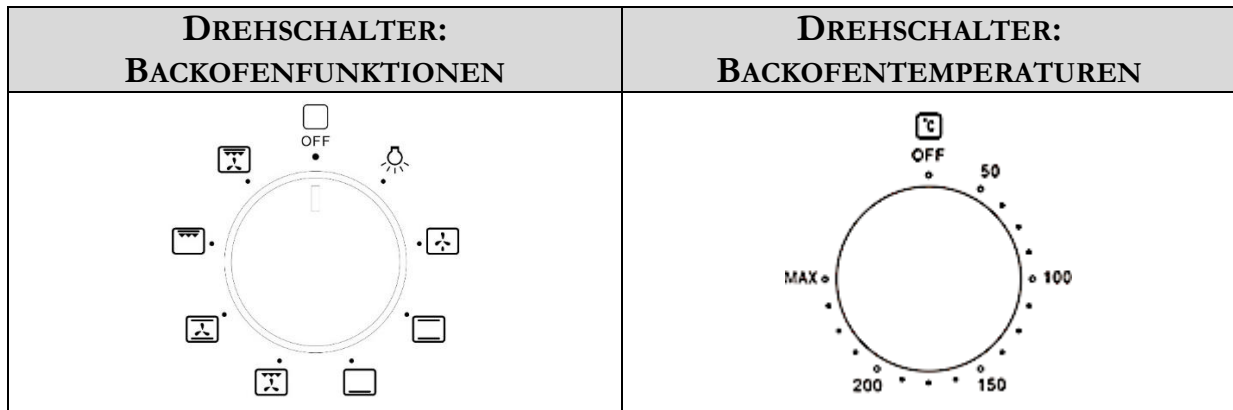 DREHSCHALTER:
BACKOFENFUNKTIONEN
DREHSCHALTER:
BACKOFENTEMPERATUREN
OFF
°C
OFF
50
100
150
200
MAX